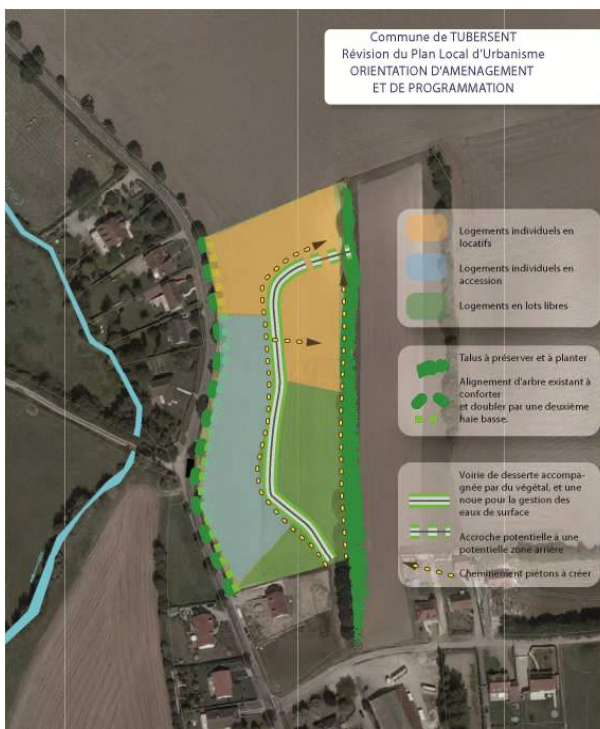 Commune de TUBERSENT
Révision du Plan Local d'Urbanisme
ORIENTATION D'AMENAGEMENT
ET DE PROGRAMMATION
Logements individuels en
locatifs
Logements individuels en
accession
Logements en lots libres
Talus à préserver et à planter
Alignement d'arbre existant à
conforter
et doubler par une deuxième
haie basse.
Voirie de desserte accompa-
gnée par du végétal, et une
noue pour la gestion des
eaux de surface
Accroche potentielle à une
potentielle zone arrière
Cheminement piétons à créer